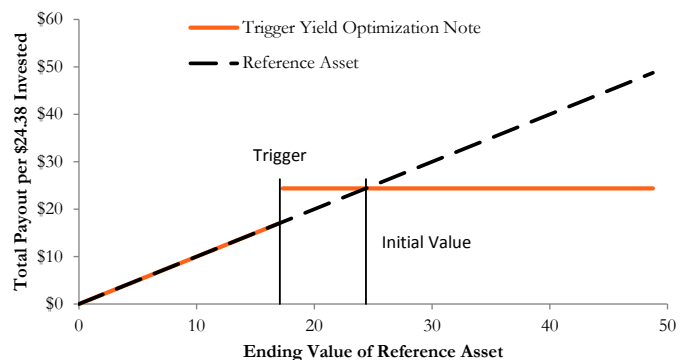 $60
$50
$40
$30
$20
$10
$0
Total Payout per $24.38 Invested
Trigger Yield Optimization Note
Reference Asset
Trigger
Initial Value
0 10 20 30 40 50
Ending Value of Reference Asset